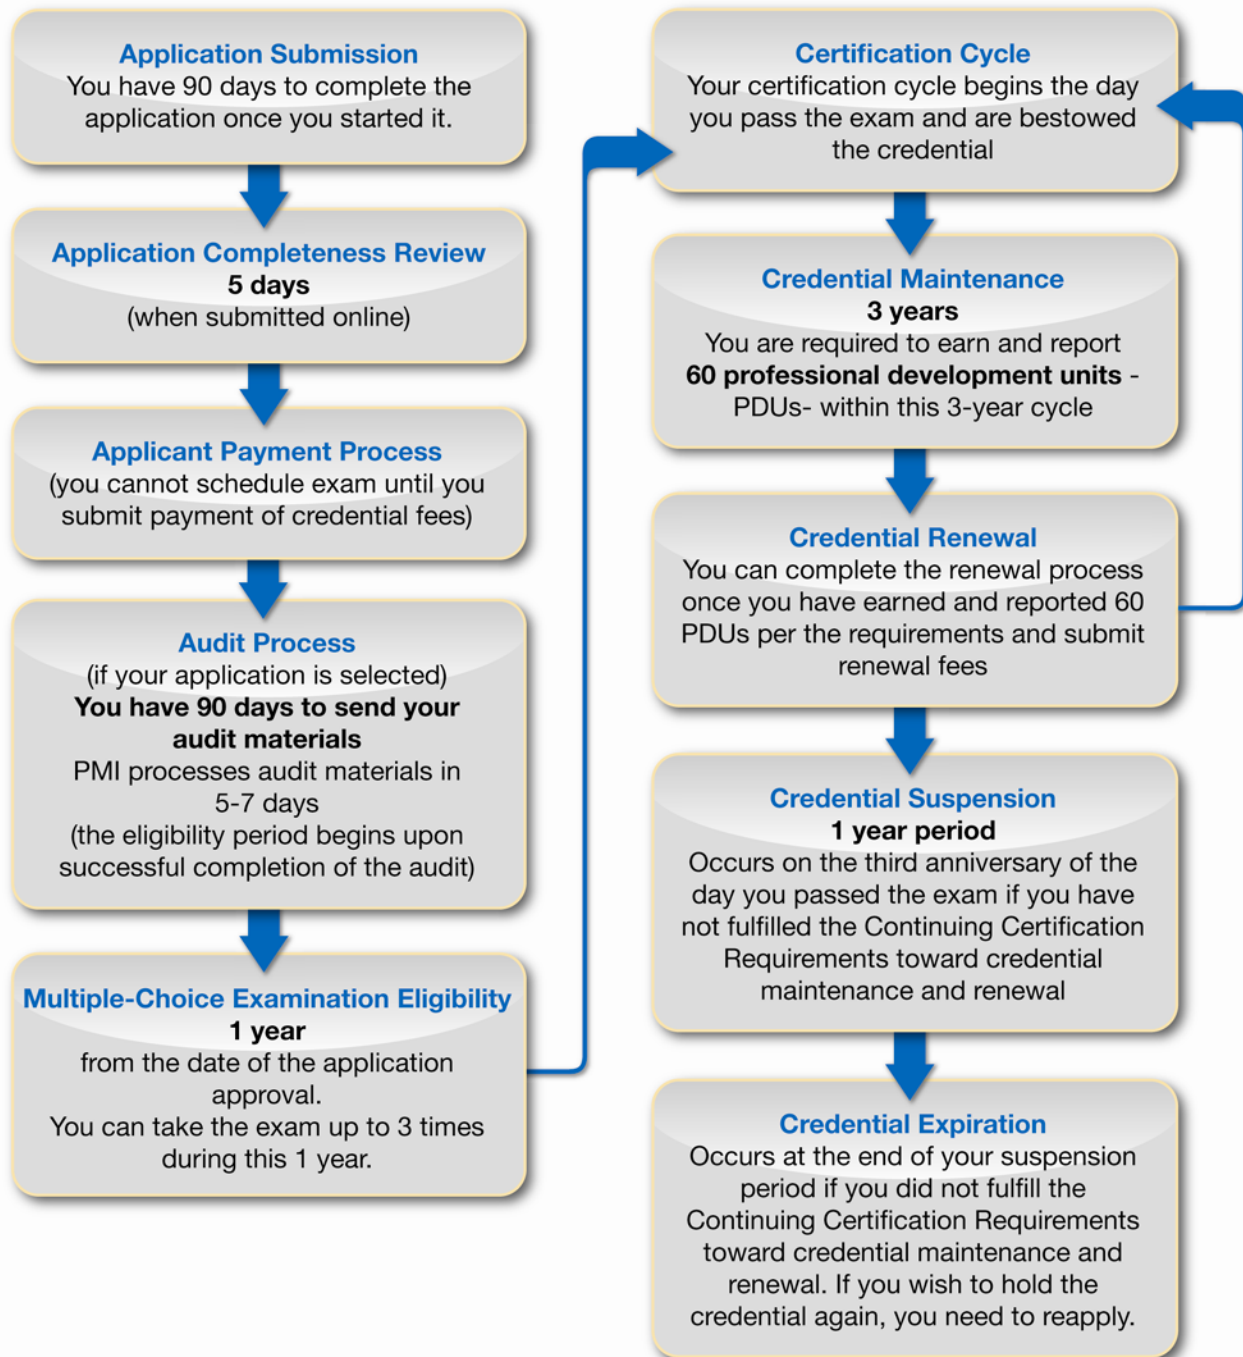 Application Submission
You have 90 days to complete the
application once you started it.
Application Completeness Review
5 days
(when submitted online)
Applicant Payment Process
(you cannot schedule exam until you
submit payment of credential fees)
Audit Process
(if your application is selected)
You have 90 days to send your
audit materials
PMI processes audit materials in
5-7 days
(the eligibility period begins upon
successful completion of the audit)
Multiple-Choice Examination Eligibility
1 year
from the date of the application
approval.
You can take the exam up to 3 times
during this 1 year.
Certification Cycle
Your certification cycle begins the day
you pass the exam and are bestowed
the credential
Credential Maintenance
3 years
You are required to earn and report
60 professional development units -
PDUs- within this 3-year cycle
Credential Renewal
You can complete the renewal process
once you have earned and reported 60
PDUs per the requirements and submit
renewal fees
Credential Suspension
1 year period
Occurs on the third anniversary of the
day you passed the exam if you have
not fulfilled the Continuing Certification
Requirements toward credential
maintenance and renewal
Credential Expiration
Occurs at the end of your suspension
period if you did not fulfill the
Continuing Certification Requirements
toward credential maintenance and
renewal. If you wish to hold the
credential again, you need to reapply.